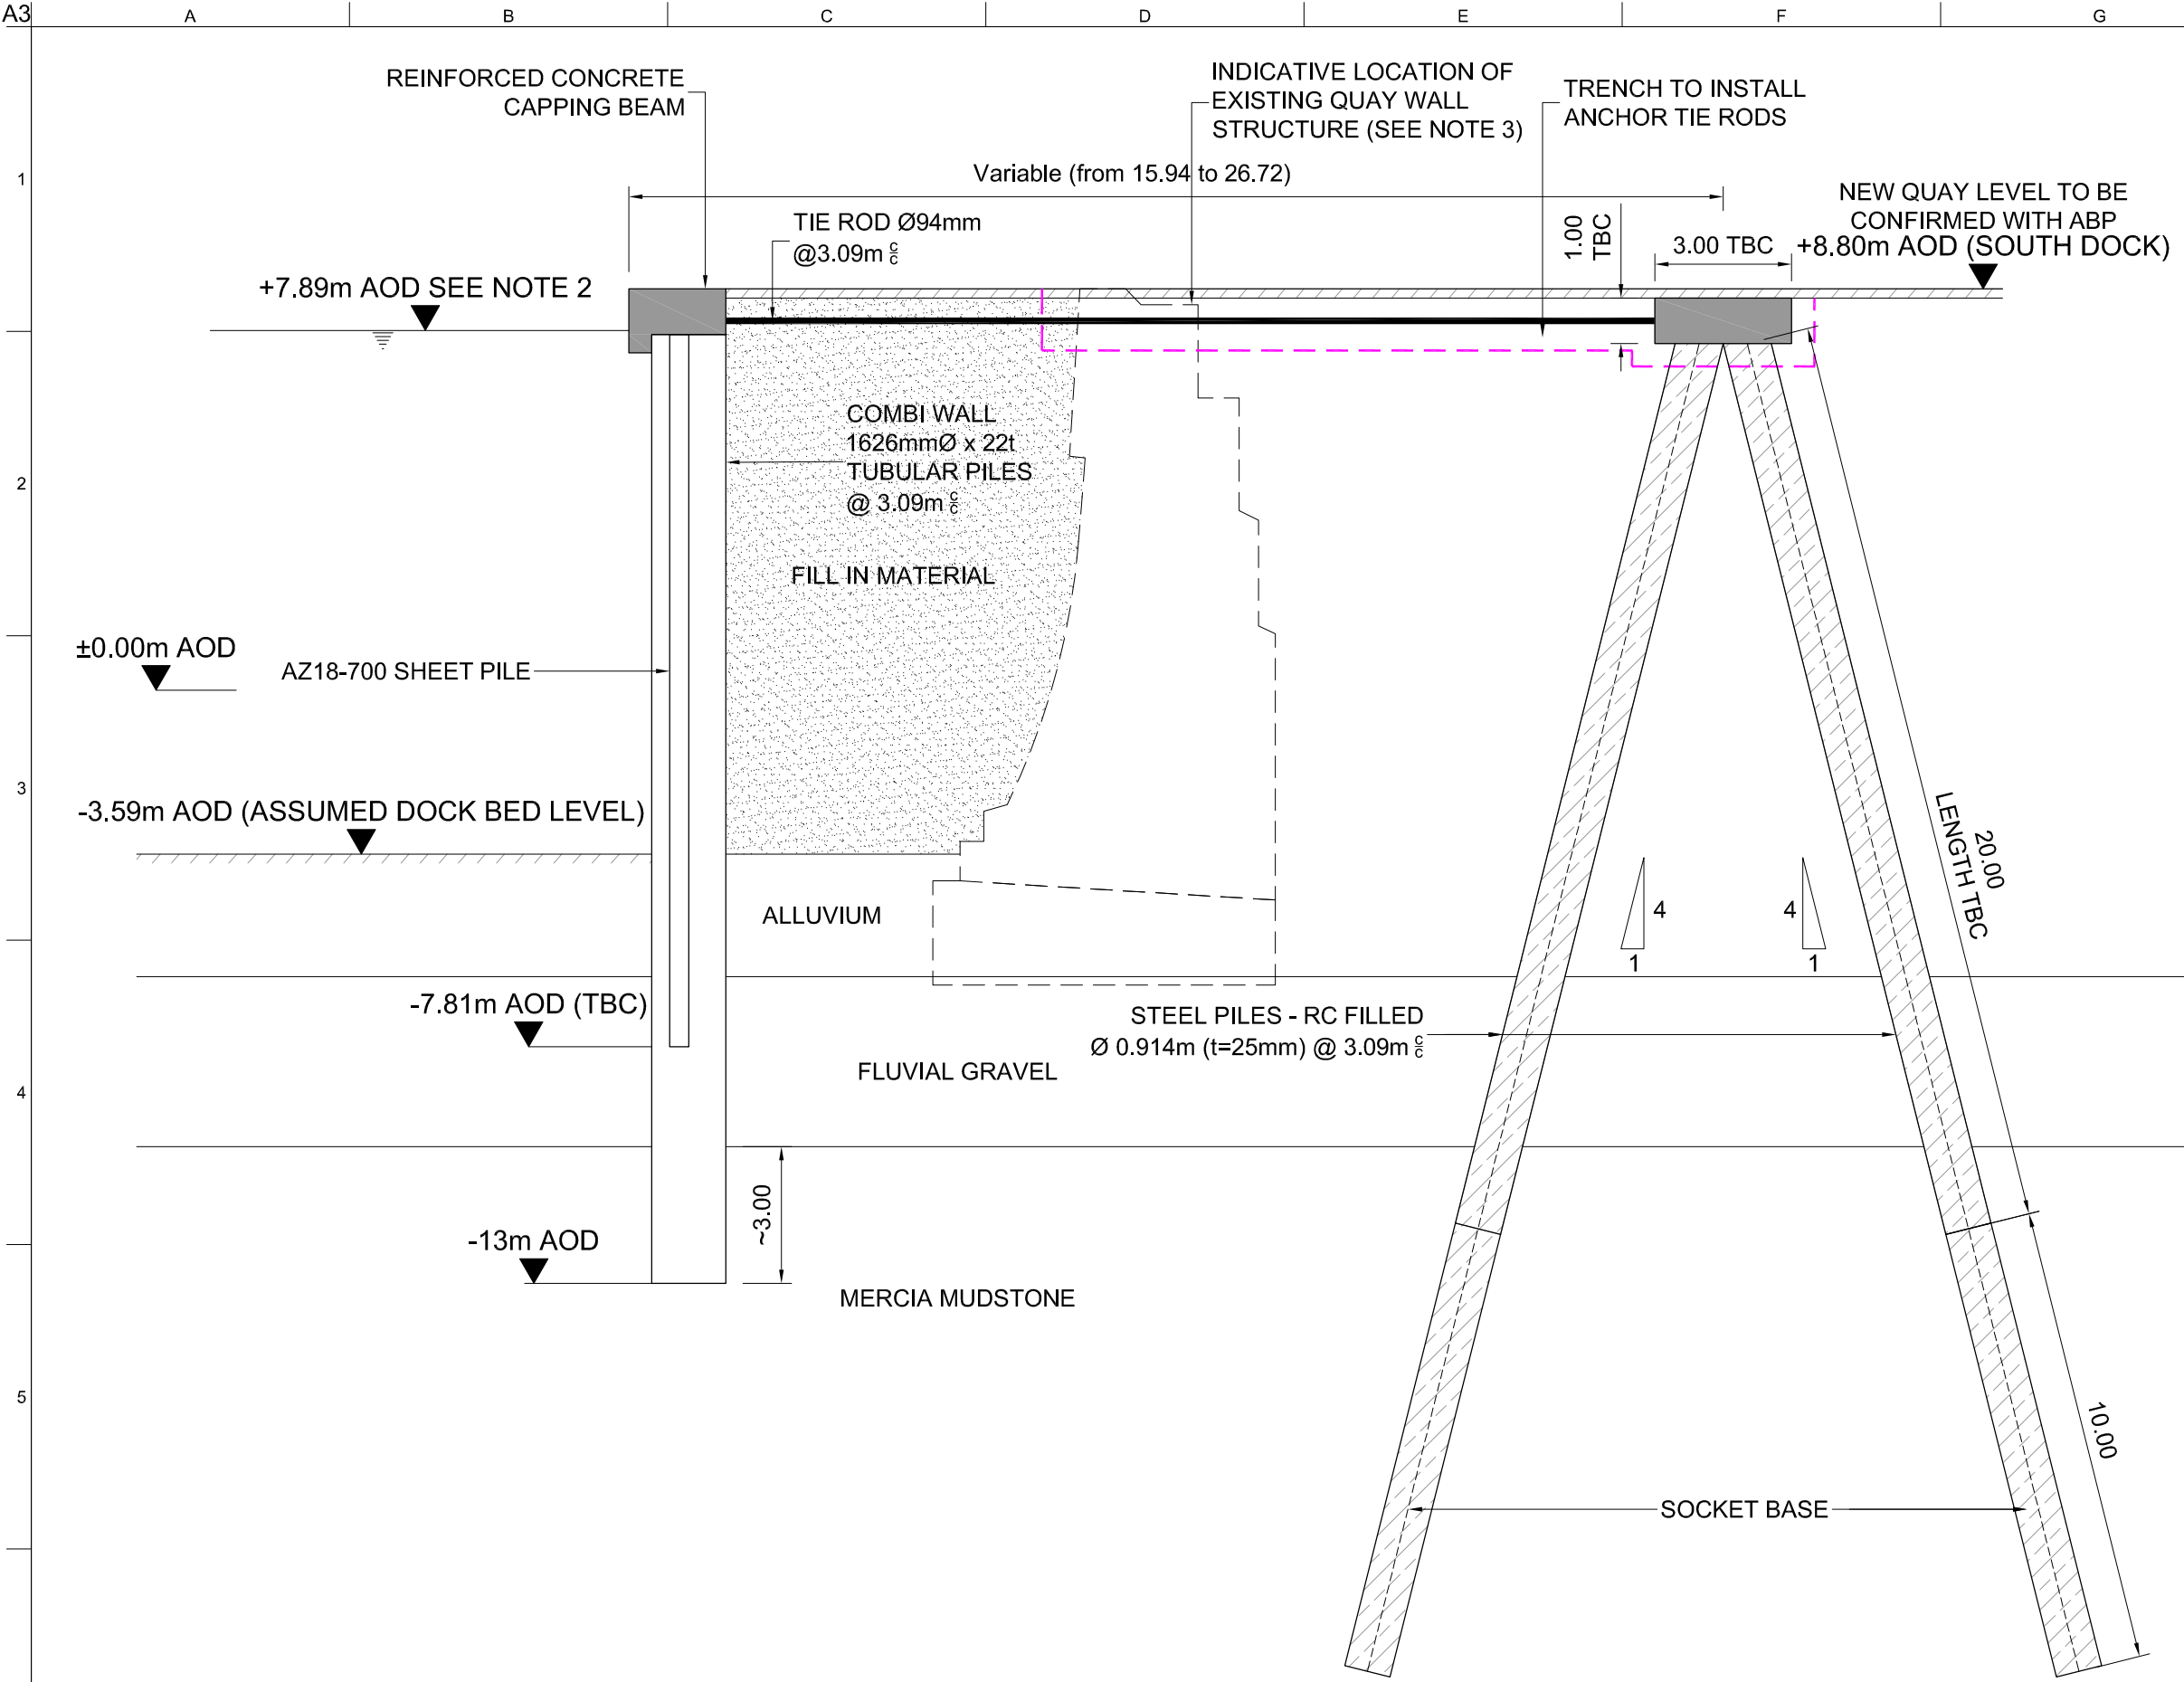 A3
A
B
C
D
E
F
G
1
2
3
4
5
REINFORCED CONCRETE
CAPPING BEAM
INDICATIVE LOCATION OF
EXISTING QUAY WALL
STRUCTURE (SEE NOTE 3)
TRENCH TO INSTALL
ANCHOR TIE RODS
Variable (from 15.94 to 26.72)
NEW QUAY LEVEL TO BE
CONFIRMED WITH ABP
+8.80m AOD (SOUTH DOCK)
TIE ROD Ø94mm
@3.09m c/c
1.00
TBC
3.00 TBC
+7.89m AOD SEE NOTE 2
COMBI WALL
1626mmØ x 22t
TUBULAR PILES
@ 3.09m c/c
FILL IN MATERIAL
±0.00m AOD
AZ18-700 SHEET PILE
-3.59m AOD (ASSUMED DOCK BED LEVEL)
20.00
LENGTH TBC
ALLUVIUM
4
1
4
1
-7.81m AOD (TBC)
STEEL PILES - RC FILLED
Ø 0.914m (t=25mm) @ 3.09m c/c
FLUVIAL GRAVEL
~3.00
-13m AOD
MERCIA MUDSTONE
10.00
SOCKET BASE